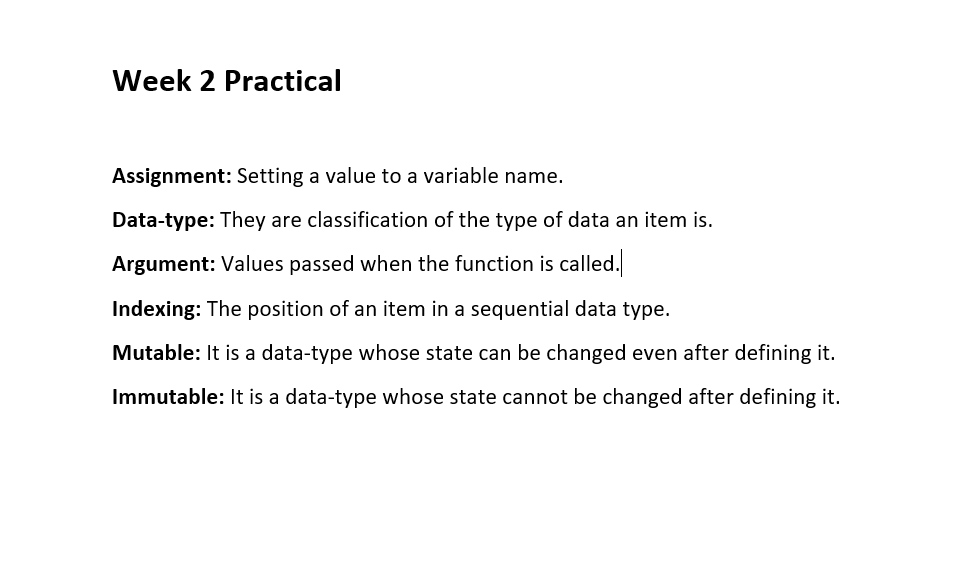 Week 2 Practical
Assignment: Setting a value to a variable name.
Data-type: They are classification of the type of data an item is.
Argument: Values passed when the function is called.
Indexing: The position of an item in a sequential data type.
Mutable: It is a data-type whose state can be changed even after defining it.
Immutable: It is a data-type whose state cannot be changed after defining it.